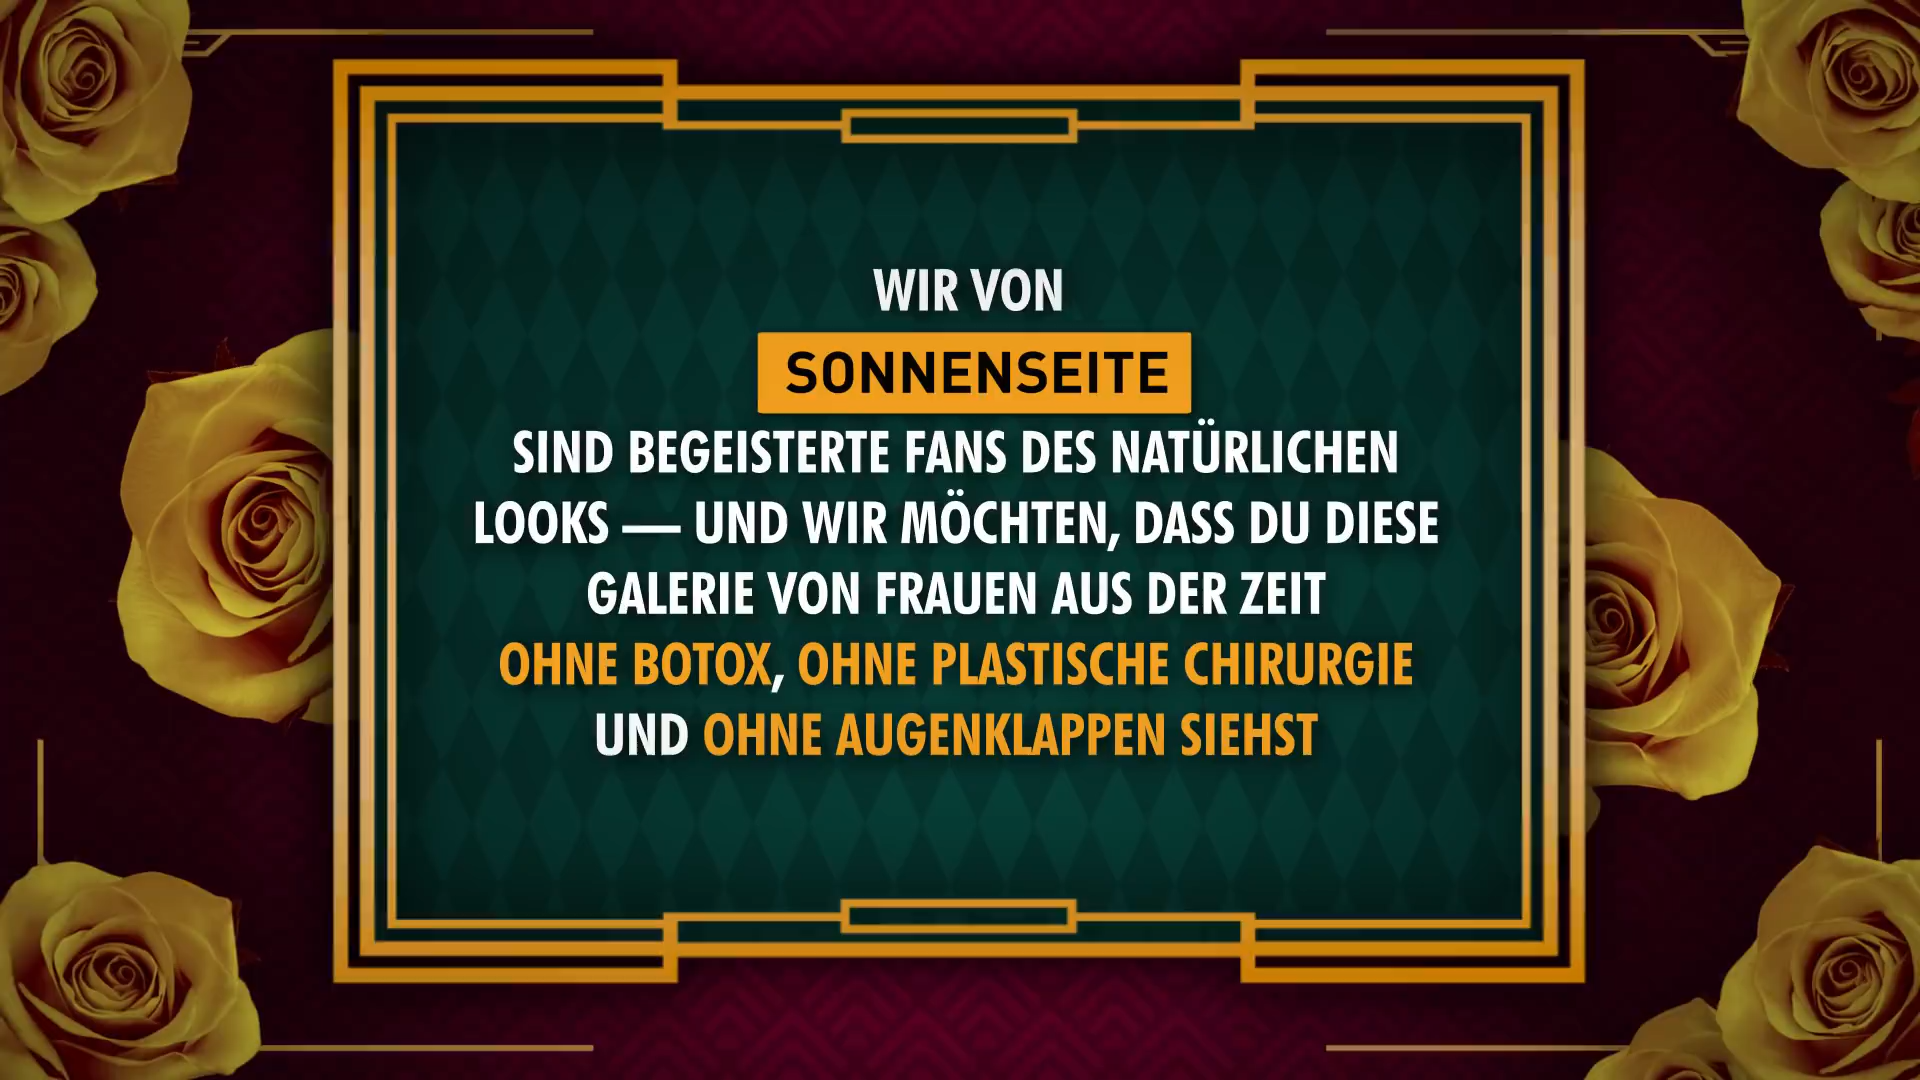 WIR VON
SONNENSEITE
SIND BEGEISTERTE FANS DES NATÜRLICHEN
LOOKS — UND WIR MÖCHTEN, DASS DU DIESE
GALERIE VON FRAUEN AUS DER ZEIT
OHNE BOTOX, OHNE PLASTISCHE CHIRURGIE
UND OHNE AUGENKLAPPEN SIEHST